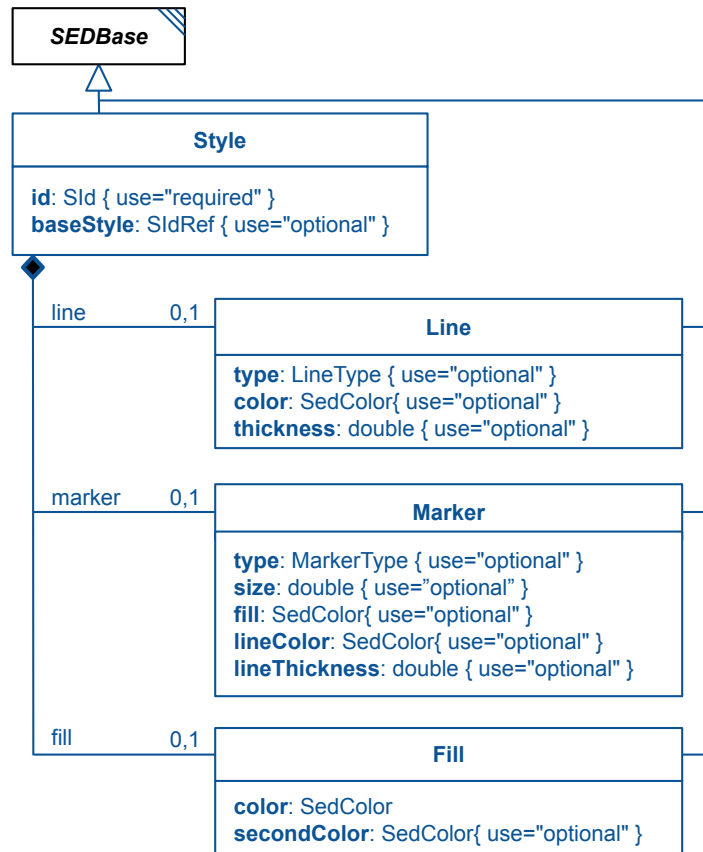 SEDBase
Style
id: SId { use="required" }
baseStyle: SIdRef { use="optional" }
line 0,1
Line
type: LineType { use="optional" }
color: SedColor{ use="optional" }
thickness: double { use="optional" }
marker 0,1
Marker
type: MarkerType { use="optional" }
size: double { use=”optional” }
fill: SedColor{ use="optional" }
lineColor: SedColor{ use="optional" }
lineThickness: double { use="optional" }
fill 0,1
Fill
color: SedColor
secondColor: SedColor{ use="optional" }